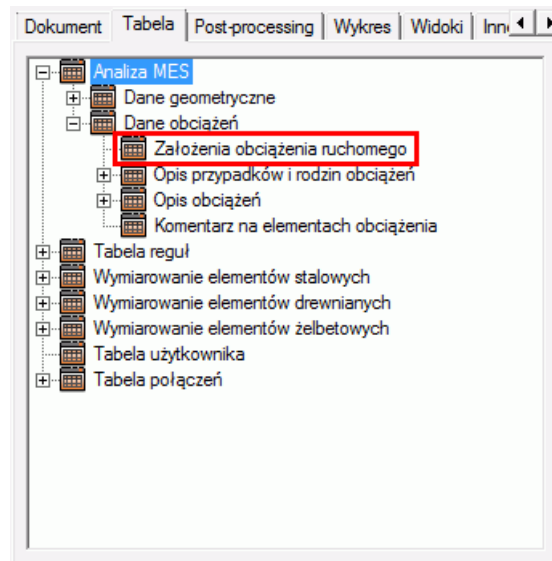 Dokument Tabela Post-processing Wykres Widoki Inn
Analiza MES
Dane geometryczne
Dane obciążeń
Założenia obciążenia ruchomego
Opis przypadków i rodzin obciążeń
Opis obciążeń
Komentarz na elementach obciążenia
Tabela reguł
Wymiarowanie elementów stalowych
Wymiarowanie elementów drewnianych
Wymiarowanie elementów żelbetowych
Tabela użytkownika
Tabela połączeń